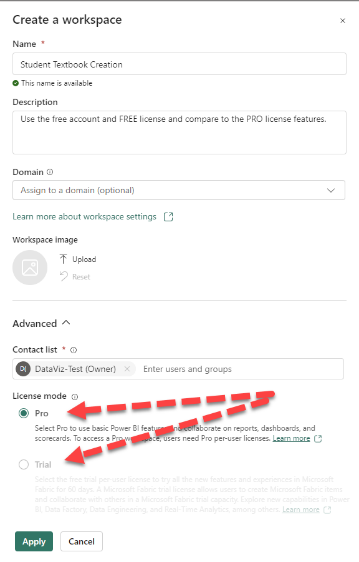 Create a workspace
Name *
Student Textbook Creation
This name is available
Description
Use the free account and FREE license and compare to the PRO license features.
Domain
Assign to a domain (optional)
Learn more about workspace settings
Workspace image
Upload
Reset
Advanced
Contact list *
D( DataViz-Test (Owner) Enter users and groups
License mode
Pro
Select Pro to use basic Power BI features and collaborate on reports, dashboards, and
scorecards. To access a Pro workspace, users need Pro per-user licenses. Learn more
Trial
Select the free trial per-user license to try all the new features and experiences in Microsoft
Fabric for 60 days. A Microsoft Fabric trial license allows users to create Microsoft Fabric items
and collaborate with others in a Microsoft Fabric trial capacity. Explore new capabilities in Power
BI, Data Factory, Data Engineering, and Real-Time Analytics, among others. Learn more
Apply
Cancel